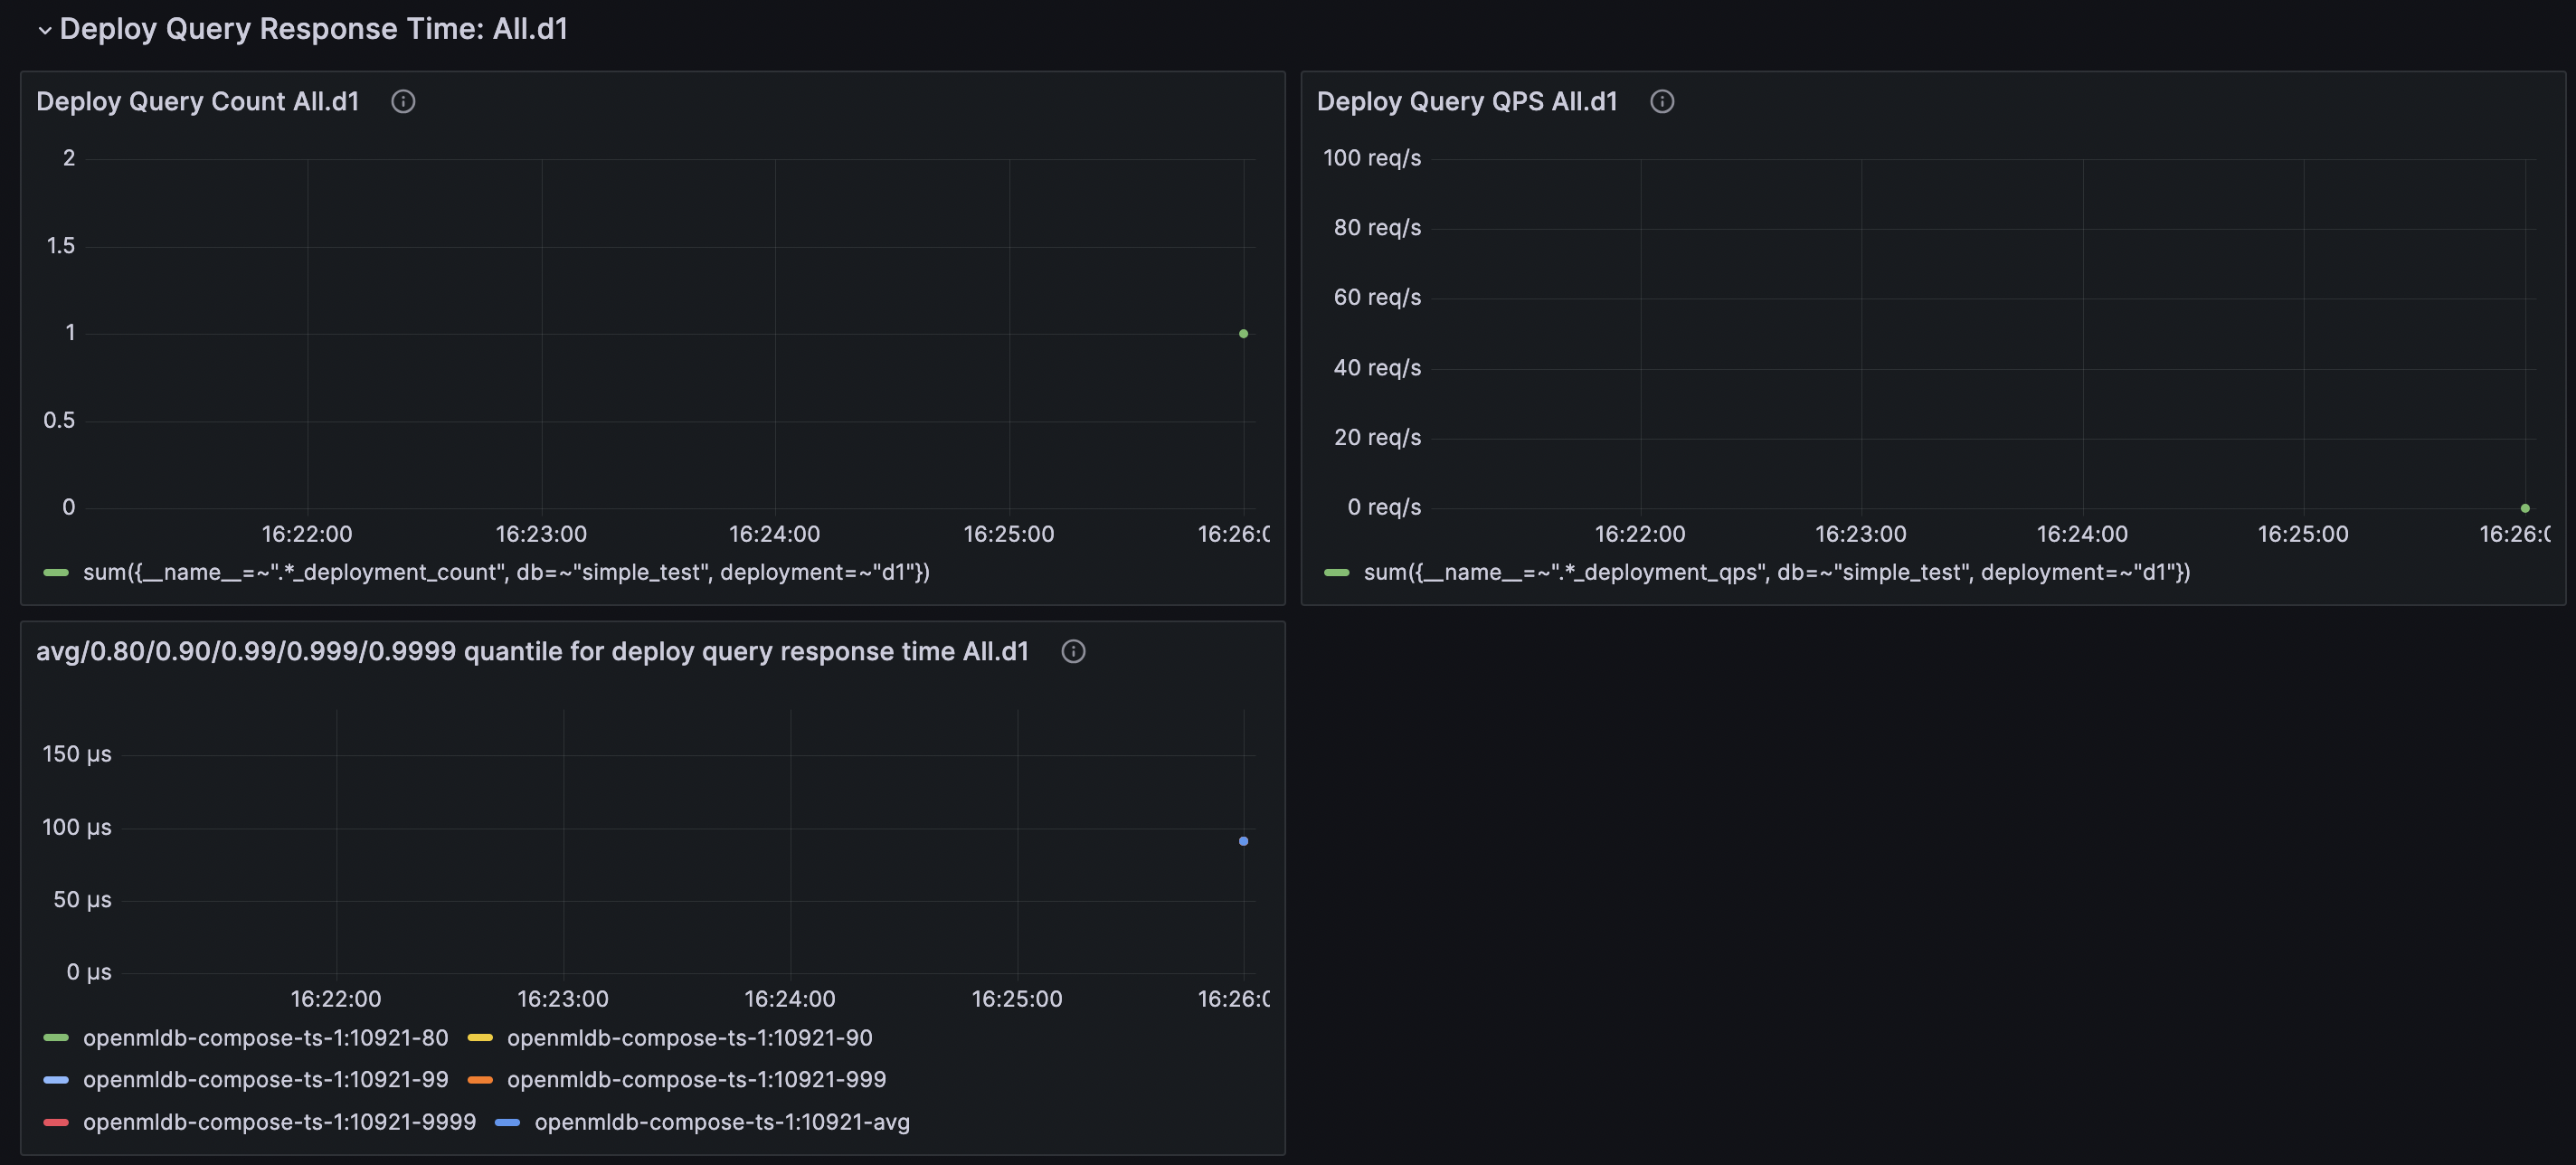 Deploy Query Response Time: All.d1
Deploy Query Count All.d1
2
1.5
1
0.5
0
16:22:00 16:23:00 16:24:00 16:25:00 16:26:0
sum({__name__=~".*_deployment_count", db=~"simple_test", deployment=~"d1"})
Deploy Query QPS All.d1
100 req/s
80 req/s
60 req/s
40 req/s
20 req/s
0 req/s
16:22:00 16:23:00 16:24:00 16:25:00 16:26:0
sum({__name__=~".*_deployment_qps", db=~"simple_test", deployment=~"d1"})
avg/0.80/0.90/0.99/0.999/0.9999 quantile for deploy query response time All.d1
150 µs
100 µs
50 µs
0 µs
16:22:00 16:23:00 16:24:00 16:25:00 16:26:0
openmldb-compose-ts-1:10921-80 openmldb-compose-ts-1:10921-90
openmldb-compose-ts-1:10921-99 openmldb-compose-ts-1:10921-999
openmldb-compose-ts-1:10921-9999 openmldb-compose-ts-1:10921-avg